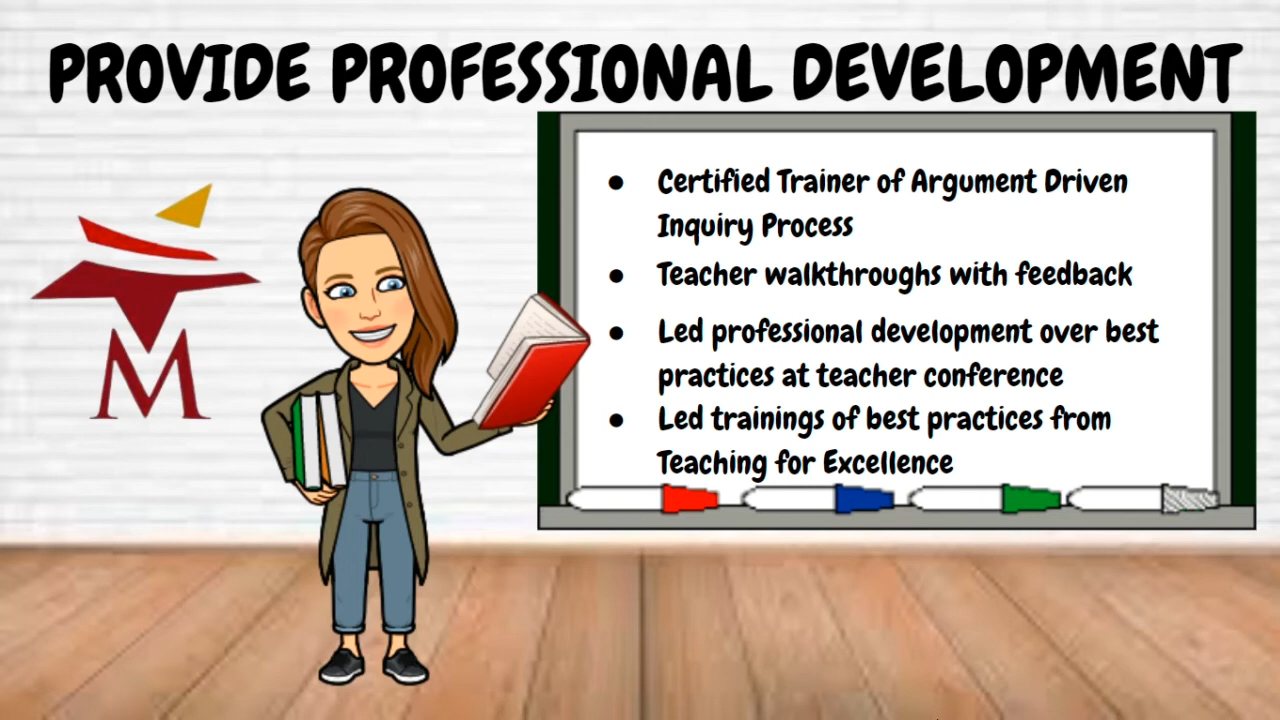 PROVIDE PROFESSIONAL DEVELOPMENT
M
● Certified Trainer of Argument Driven
Inquiry Process
● Teacher walkthroughs with feedback
● Led professional development over best
practices at teacher conference
● Led trainings of best practices from
Teaching for Excellence